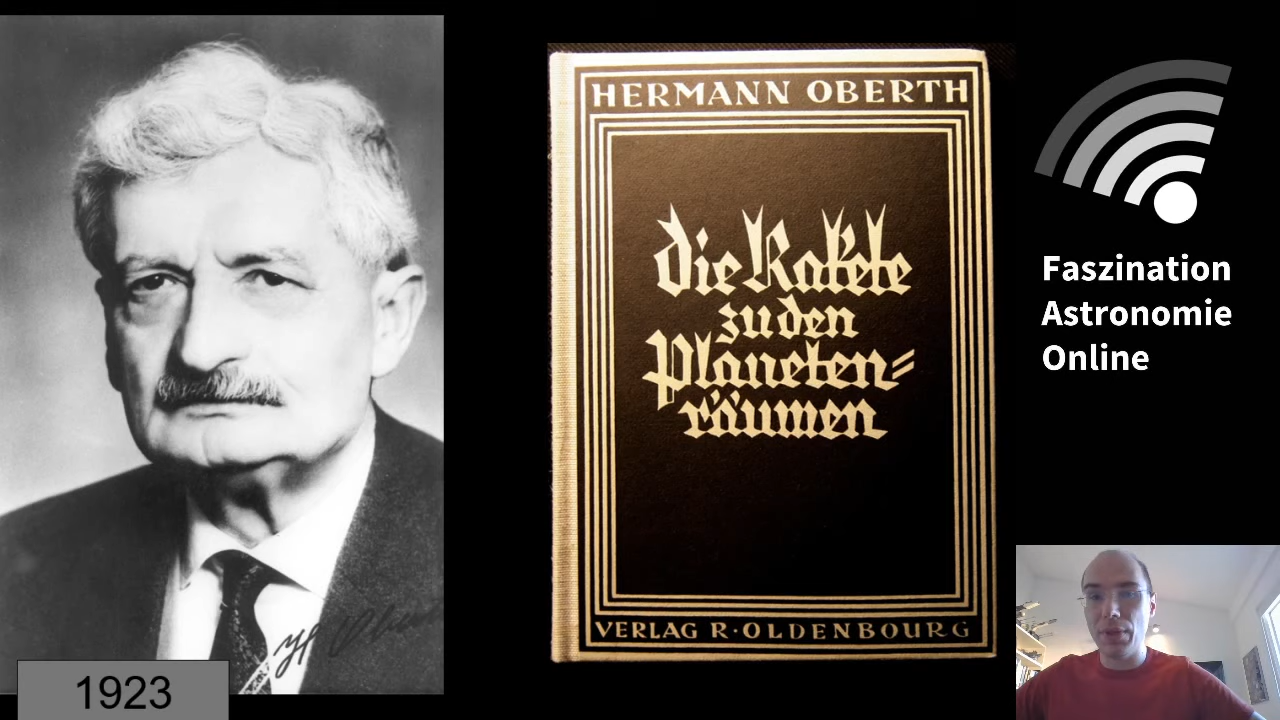 HERMANN OBERTH
die Rakete
zu den
Planeten=
räumen
VERLAG R·OLDENBOURG
1923
Faszination
Astronomie
Online